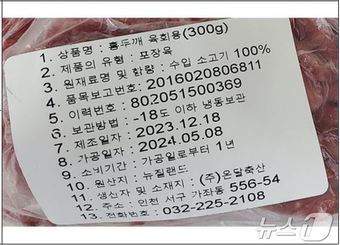 1. 상품명 : 홍두깨 육회용(300g)
2. 제품의 유형 : 포장육
3. 원재료명 및 함량 : 수입 소고기 100%
4. 품목보고번호: 2016020806811
5. 이력번호: 802051500369
6. 보관방법: -18도 이하 냉동보관
7. 제조일자 : 2023.12.18
8. 가공일자 : 2024.05.08
9. 소비기간 : 가공일로부터 1년
10. 원산지 : 뉴질랜드
11. 생산자 및 소재지 : (주)온달축산
12. 주소 : 인천 서구 가좌동 556-54
13. 전화번호 : 032-225-2108
뉴스1